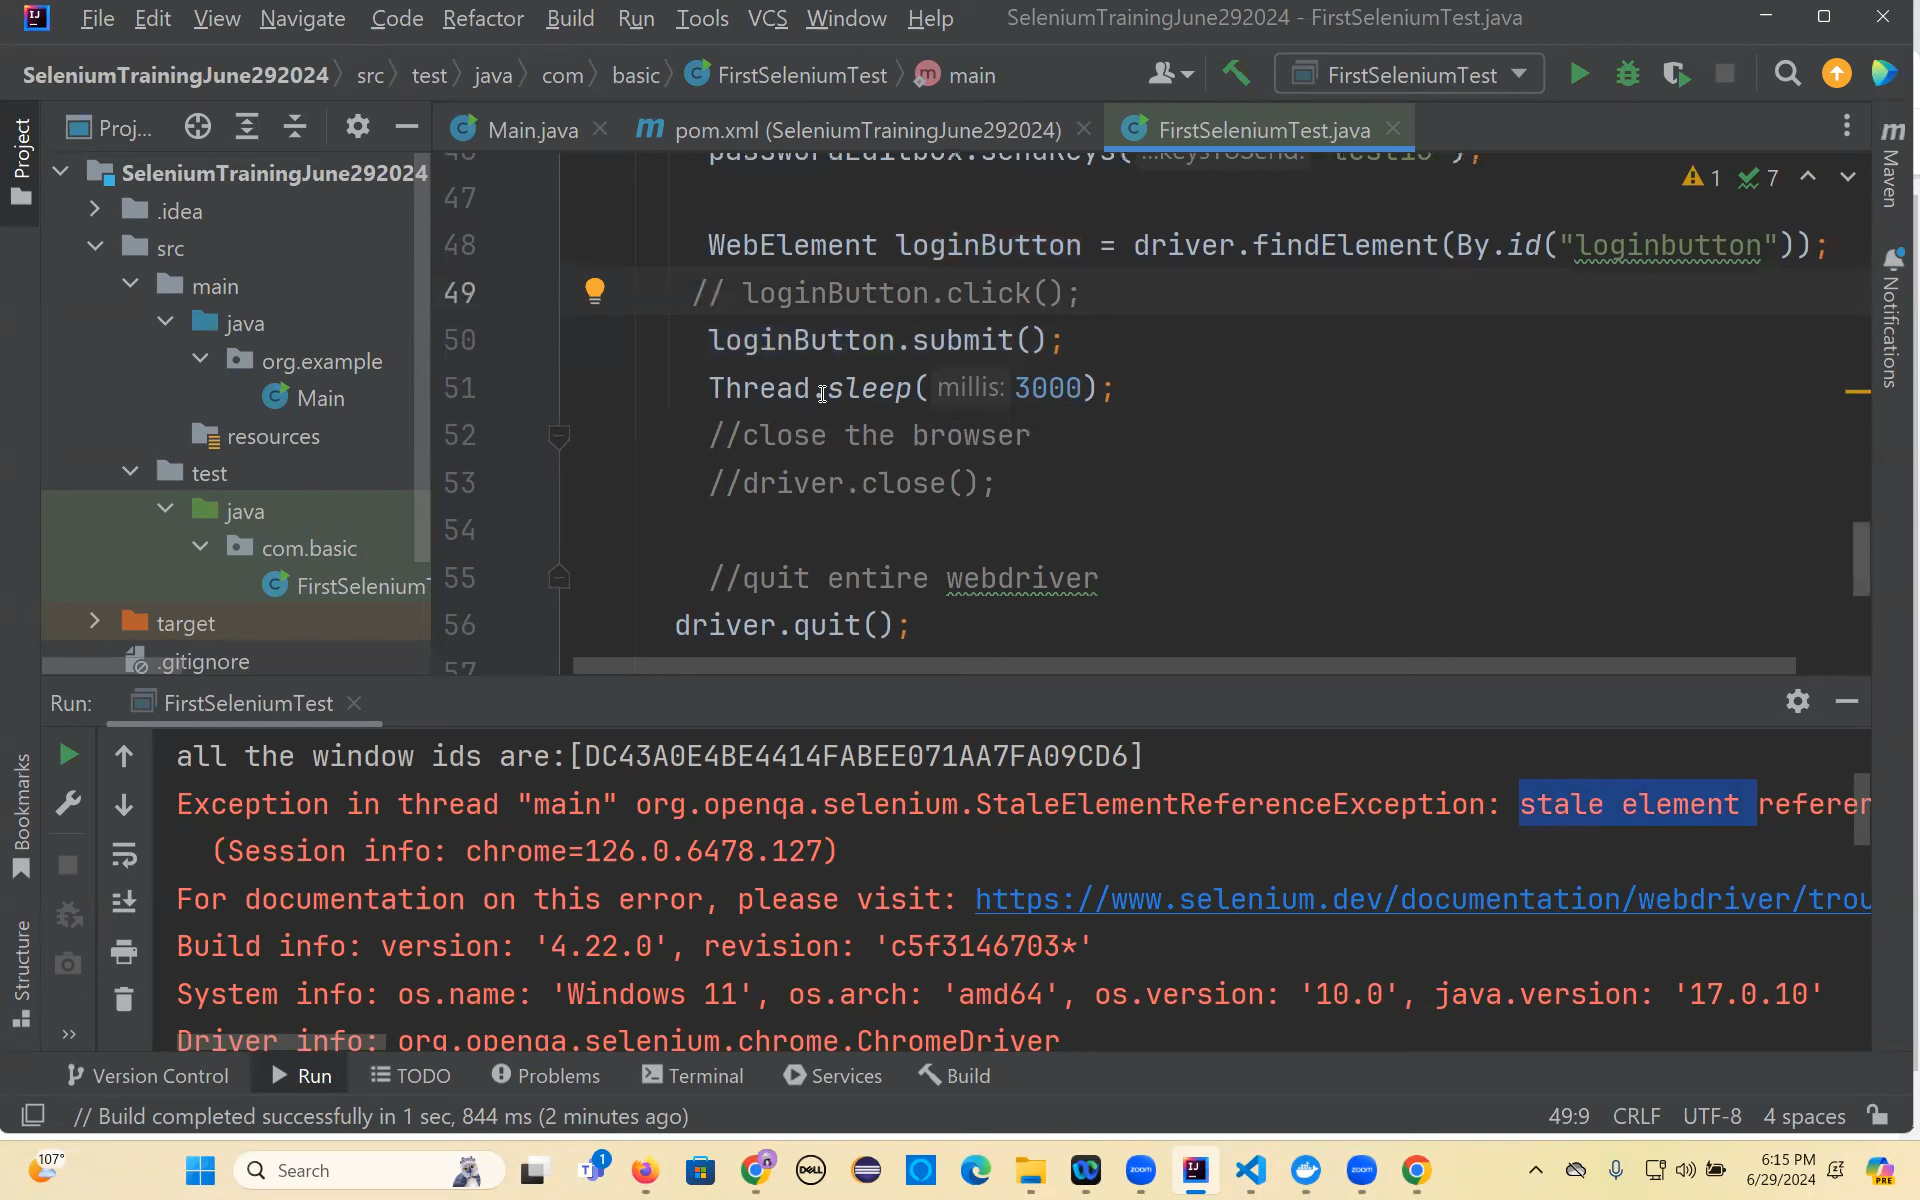 File Edit View Navigate Code Refactor Build Run Tools VCS Window Help SeleniumTrainingJune292024 - FirstSeleniumTest.java
SeleniumTrainingJune292024 src test java com basic FirstSeleniumTest main FirstSeleniumTest
Project
Proj...
Main.java pom.xml (SeleniumTrainingJune292024) FirstSeleniumTest.java
SeleniumTrainingJune292024
.idea
src
main
java
org.example
Main
resources
test
java
com.basic
FirstSeleniumT
target
.gitignore
1 7
47
48 WebElement loginButton = driver.findElement(By.id("loginbutton"));
49 // loginButton.click();
50 loginButton.submit();
51 Thread.sleep( millis: 3000);
52 //close the browser
53 //driver.close();
54
55 //quit entire webdriver
56 driver.quit();
57
Maven
Notifications
Run: FirstSeleniumTest
all the window ids are:[DC43A0E4BE4414FABEE071AA7FA09CD6]
Exception in thread "main" org.openqa.selenium.StaleElementReferenceException: stale element referen
(Session info: chrome=126.0.6478.127)
For documentation on this error, please visit: https://www.selenium.dev/documentation/webdriver/trou
Build info: version: '4.22.0', revision: 'c5f3146703*'
System info: os.name: 'Windows 11', os.arch: 'amd64', os.version: '10.0', java.version: '17.0.10'
Driver info: org.openqa.selenium.chrome.ChromeDriver
Bookmarks
Structure
Version Control Run TODO Problems Terminal Services Build
// Build completed successfully in 1 sec, 844 ms (2 minutes ago) 49:9 CRLF UTF-8 4 spaces
107°
Search
1
DELL
zoom
zoom
6:15 PM
6/29/2024
PRE